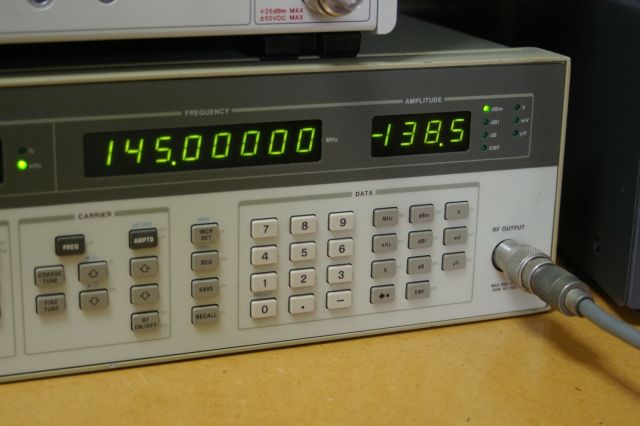 +25dBm MAX
±50VDC MAX
FREQUENCY
AMPLITUDE
145.00000 MHz
-138.5
dBm V
dBf mV
dB µV
EMF
%
kHz
CARRIER
DATA
FREQ
AMPTD
COARSE TUNE
FINE TUNE
RF ON/OFF
INCR SET
SEQ
SAVE
RECALL
7 8 9 MHz dBm V
4 5 6 kHz dBf mV
1 2 3 % dB µV
0 . − EMF
RF OUTPUT